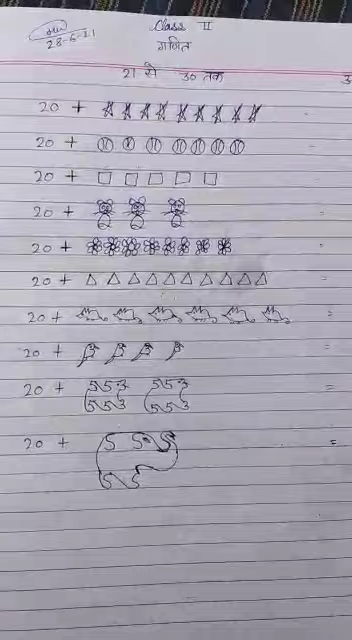 28-6-21 Class II
गणित
21 से 30 तक
20 +
20 + =
20 +
20 +
20 +
20 + =
20 + =
20 + =
20 + =
20 + =